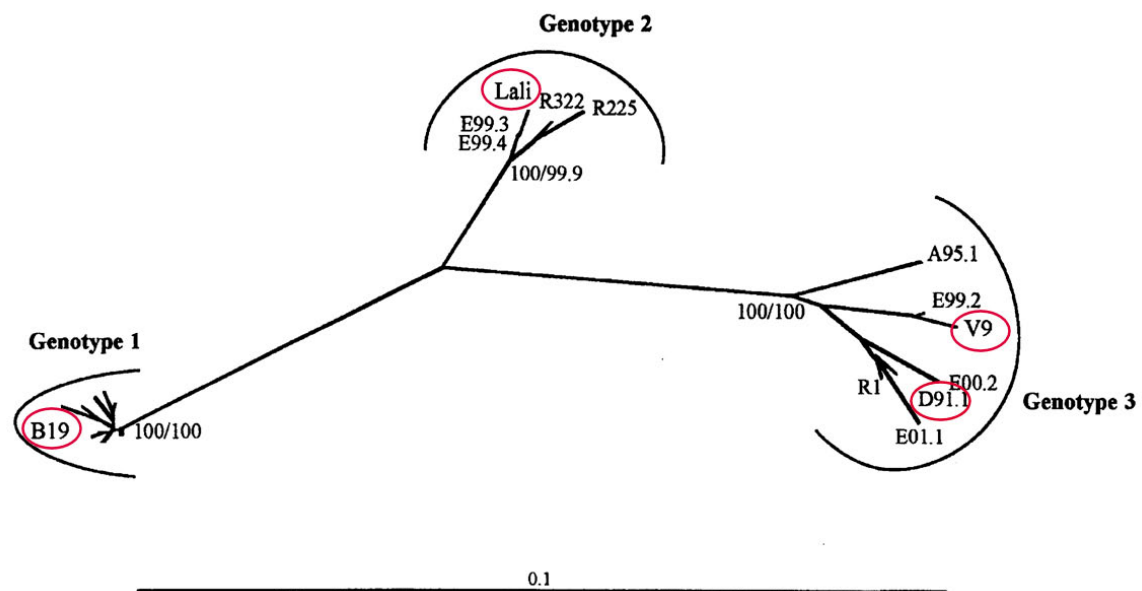 Genotype 2
Lali
R322
R225
E99.3
E99.4
100/99.9
A95.1
E99.2
100/100
V9
Genotype 1
R1
E00.2
D91.1
Genotype 3
B19
100/100
E01.1
0.1